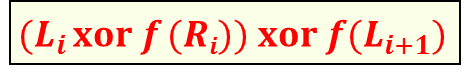 (Lᵢ xor f (Rᵢ)) xor f(Lᵢ₊₁)